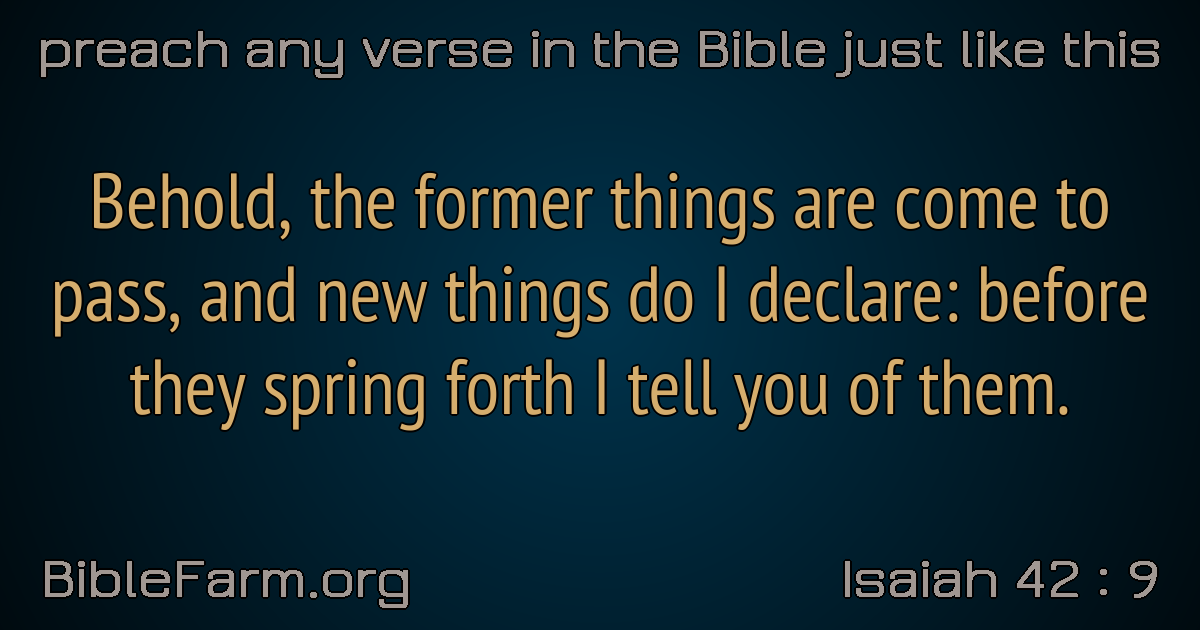 preach any verse in the Bible just like this
Behold, the former things are come to
pass, and new things do I declare: before
they spring forth I tell you of them.
BibleFarm.org
Isaiah 42 : 9